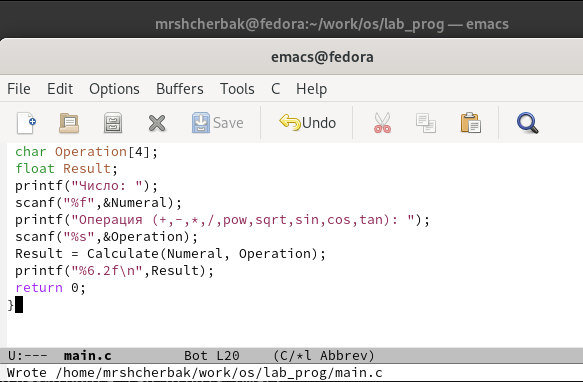 mrshcherbak@fedora:~/work/os/lab_prog — emacs
emacs@fedora
File Edit Options Buffers Tools C Help
Save Undo
char Operation[4];
float Result;
printf("Число: ");
scanf("%f",&Numeral);
printf("Операция (+,-,*,/,pow,sqrt,sin,cos,tan): ");
scanf("%s",&Operation);
Result = Calculate(Numeral, Operation);
printf("%6.2f\n",Result);
return 0;
}
U:--- main.c Bot L20 (C/*l Abbrev)
Wrote /home/mrshcherbak/work/os/lab_prog/main.c